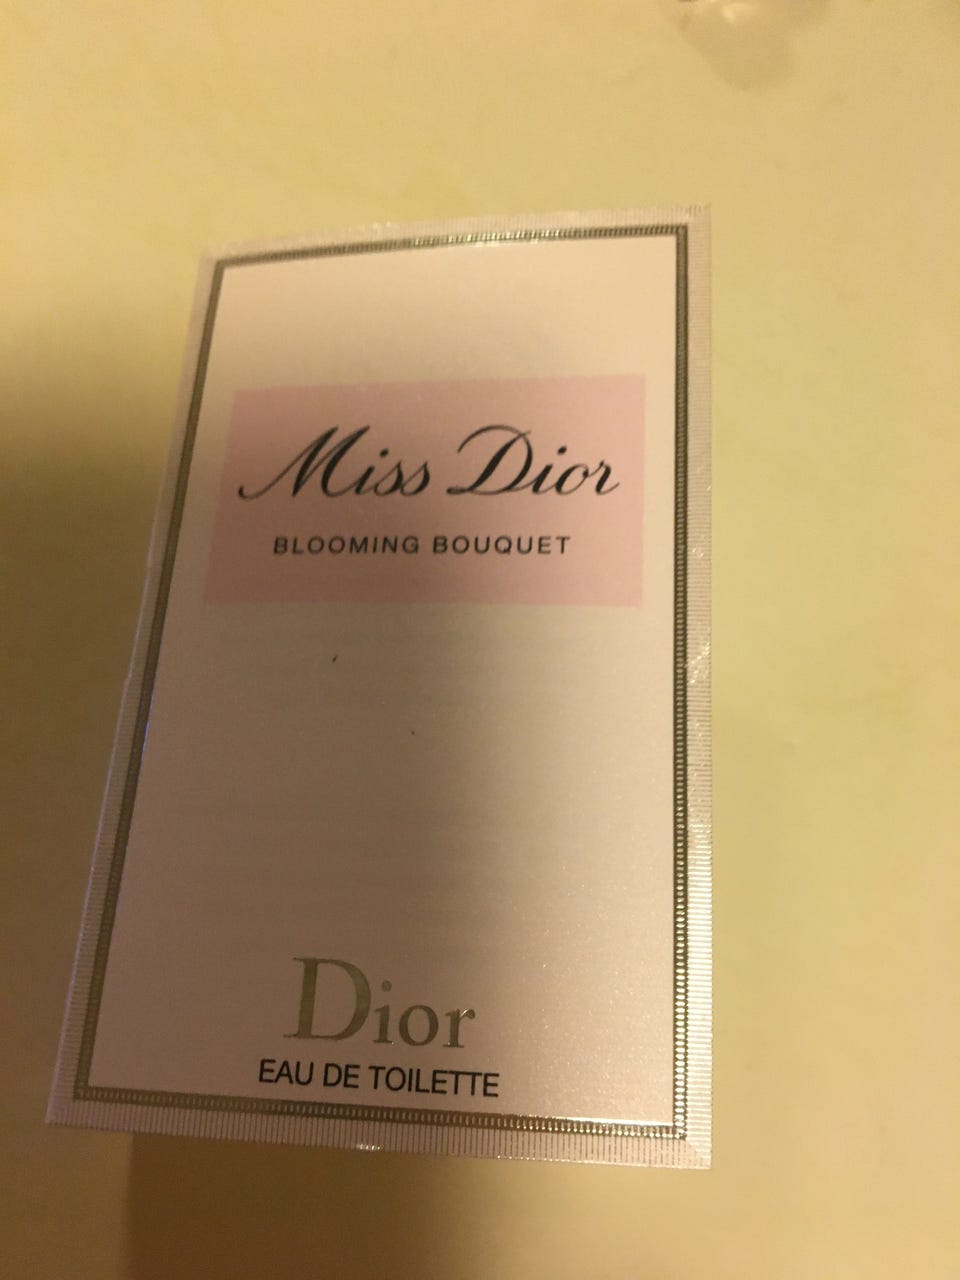 Miss Dior
BLOOMING BOUQUET
Dior
EAU DE TOILETTE